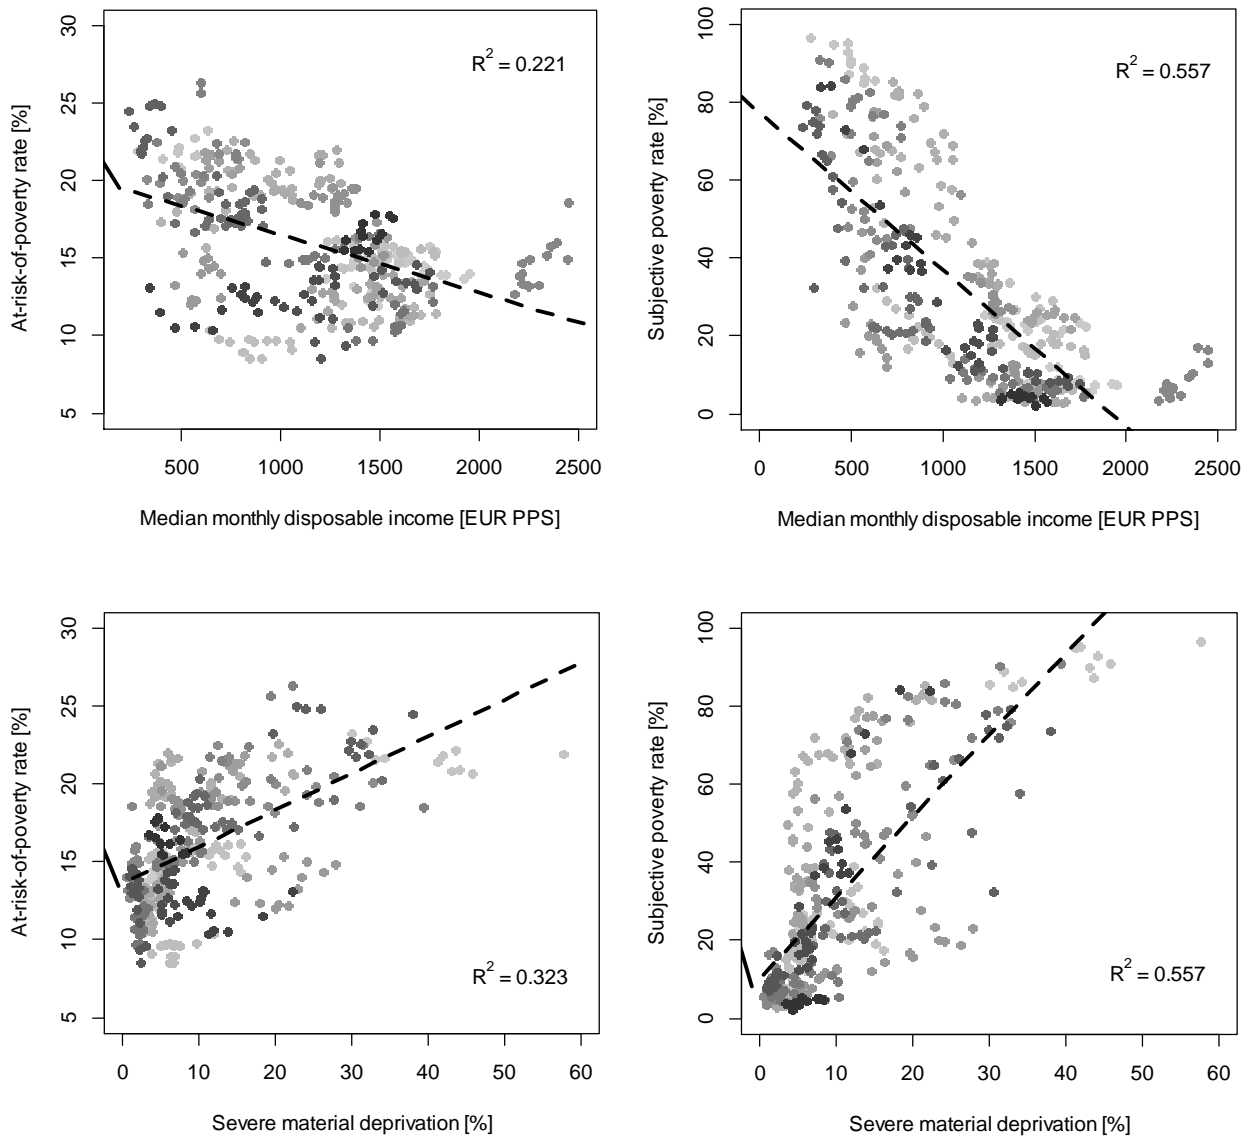 30
25
20
15
10
5
At-risk-of-poverty rate [%]
R² = 0.221
500 1000 1500 2000 2500
Median monthly disposable income [EUR PPS]
100
80
60
40
20
0
Subjective poverty rate [%]
R² = 0.557
0 500 1000 1500 2000 2500
Median monthly disposable income [EUR PPS]
30
25
20
15
10
5
At-risk-of-poverty rate [%]
R² = 0.323
0 10 20 30 40 50 60
Severe material deprivation [%]
100
80
60
40
20
0
Subjective poverty rate [%]
R² = 0.557
0 10 20 30 40 50 60
Severe material deprivation [%]